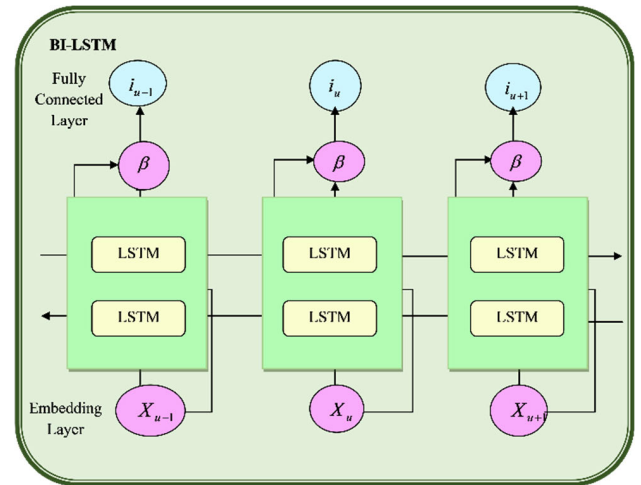 BI-LSTM
Fully
Connected
Layer
i_{u-1}
i_u
i_{u+1}
β
β
β
LSTM
LSTM
LSTM
LSTM
LSTM
LSTM
Embedding
Layer
X_{u-1}
X_u
X_{u+1}